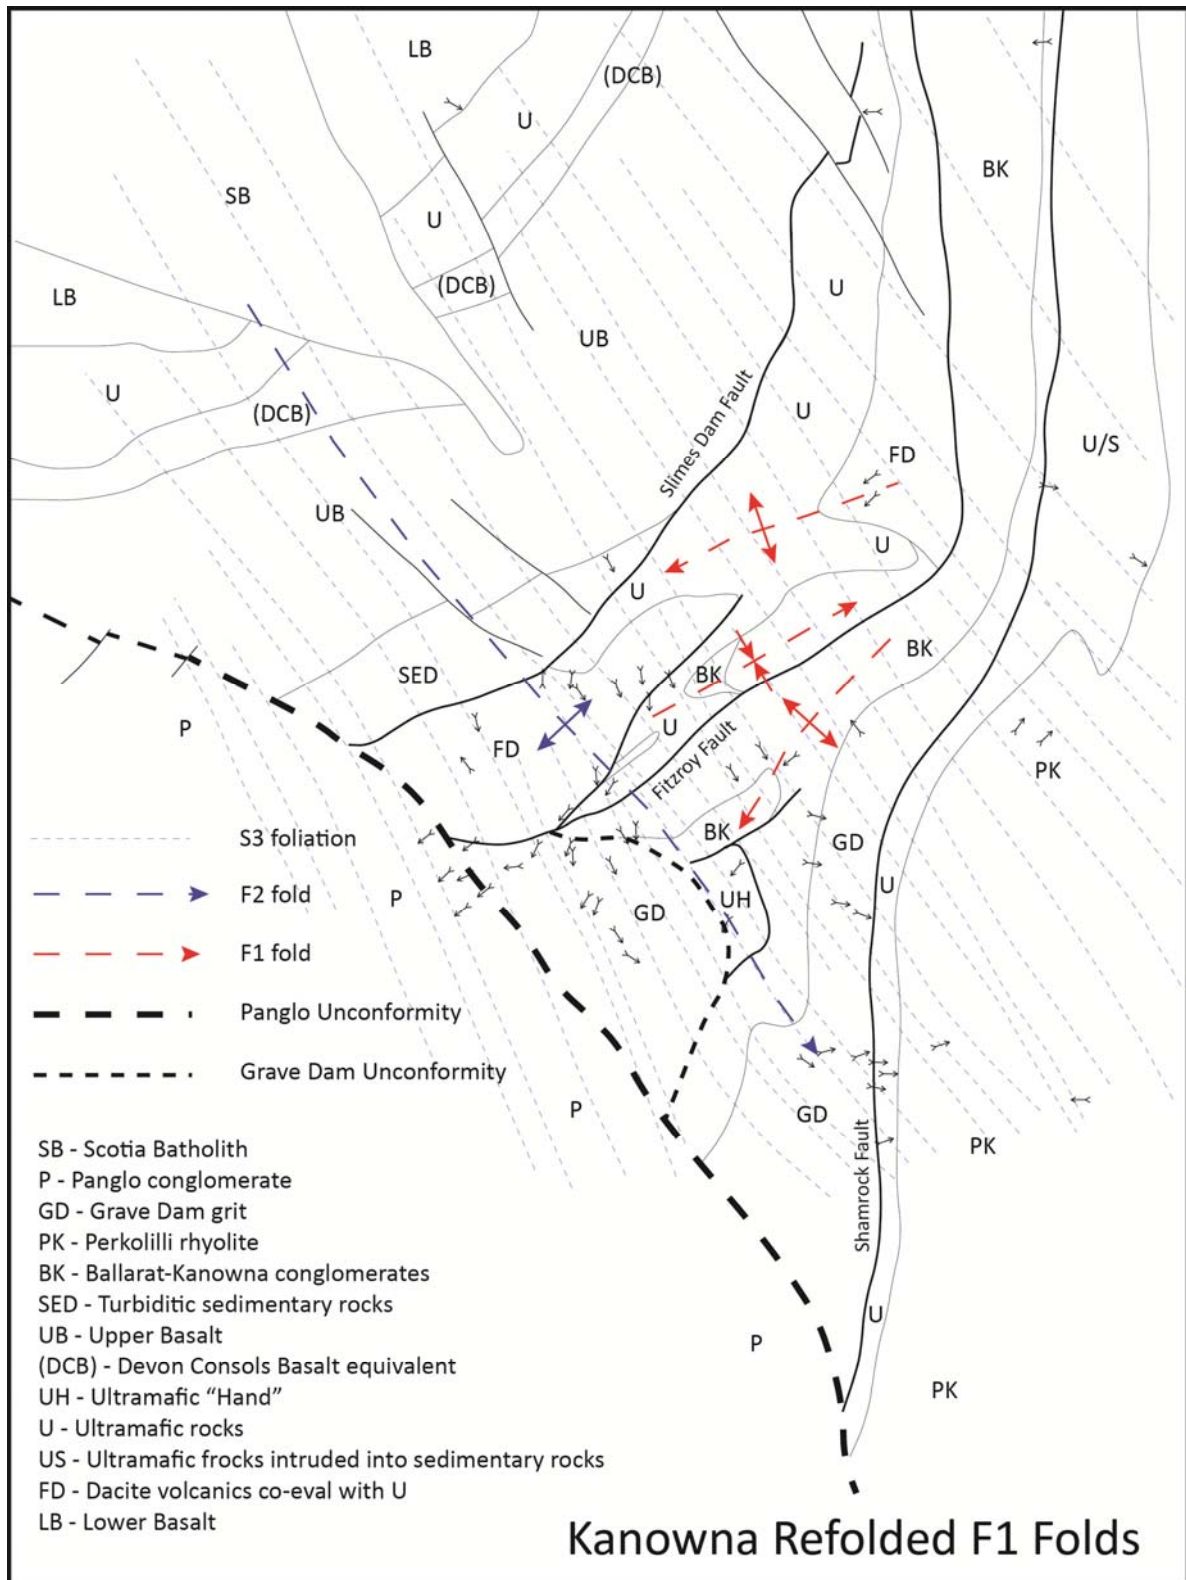 LB
(DCB)
U
BK
SB
U
(DCB)
U
LB
UB
U
(DCB)
Slimes Dam Fault
U
U/S
FD
UB
U
U
SED
BK
BK
P
FD
U
Fitzroy Fault
PK
BK
GD
S3 foliation
F2 fold
P
GD
UH
U
F1 fold
Panglo Unconformity
Grave Dam Unconformity
P
GD
PK
Shamrock Fault
SB - Scotia Batholith
P - Panglo conglomerate
GD - Grave Dam grit
PK - Perkolilli rhyolite
BK - Ballarat-Kanowna conglomerates
SED - Turbiditic sedimentary rocks
UB - Upper Basalt
(DCB) - Devon Consols Basalt equivalent
UH - Ultramafic “Hand”
U - Ultramafic rocks
US - Ultramafic frocks intruded into sedimentary rocks
FD - Dacite volcanics co-eval with U
LB - Lower Basalt
U
P
PK
Kanowna Refolded F1 Folds